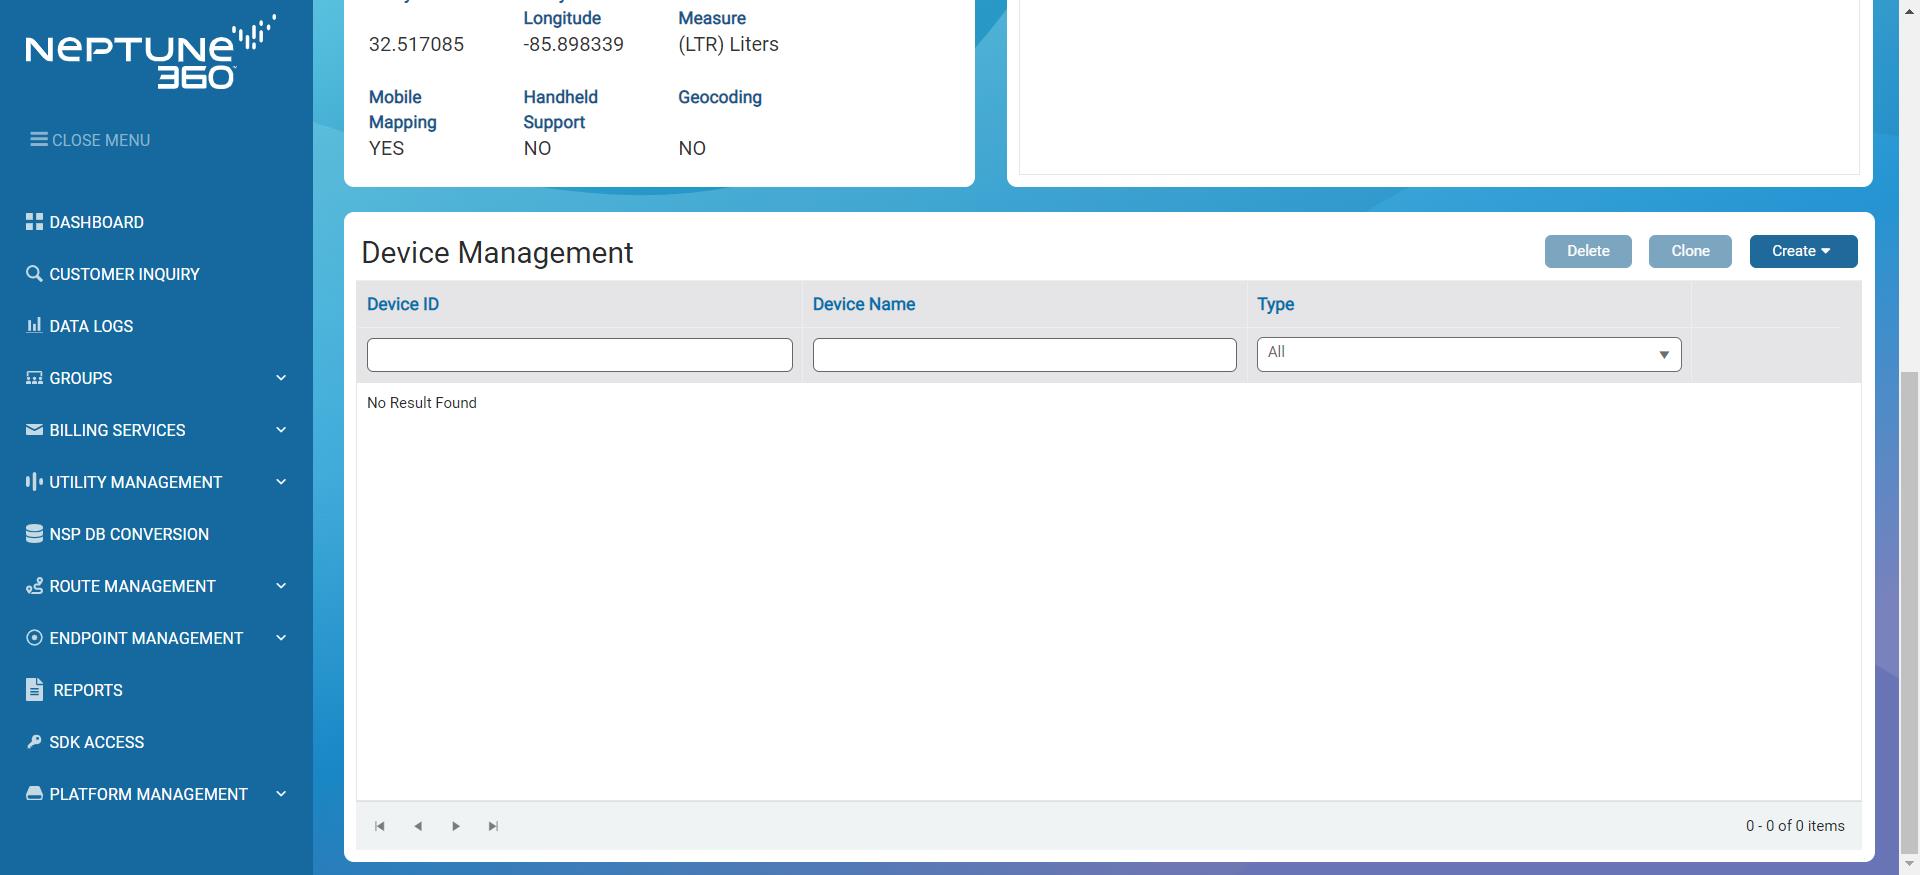 NEPTUNE
360
CLOSE MENU
DASHBOARD
CUSTOMER INQUIRY
DATA LOGS
GROUPS
BILLING SERVICES
UTILITY MANAGEMENT
NSP DB CONVERSION
ROUTE MANAGEMENT
ENDPOINT MANAGEMENT
REPORTS
SDK ACCESS
PLATFORM MANAGEMENT
Longitude Measure
32.517085 -85.898339 (LTR) Liters
Mobile Handheld Geocoding
Mapping Support
YES NO NO
Device Management
Delete Clone Create
Device ID Device Name Type
All
No Result Found
0 - 0 of 0 items